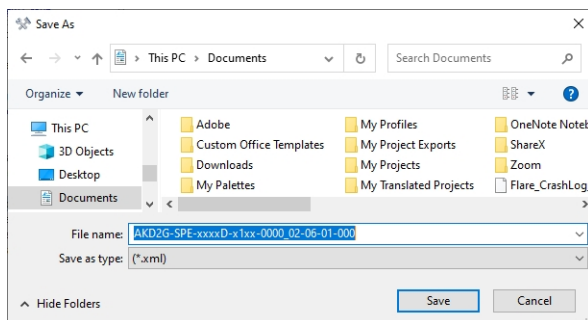 Save As
This PC > Documents
Search Documents
Organize
New folder
This PC
3D Objects
Desktop
Documents
Adobe
Custom Office Templates
Downloads
My Palettes
My Profiles
My Project Exports
My Projects
My Translated Projects
OneNote Noteb
ShareX
Zoom
Flare_CrashLog
File name: AKD2G-SPE-xxxxD-x1xx-0000_02-06-01-000
Save as type: (*.xml)
Hide Folders
Save
Cancel